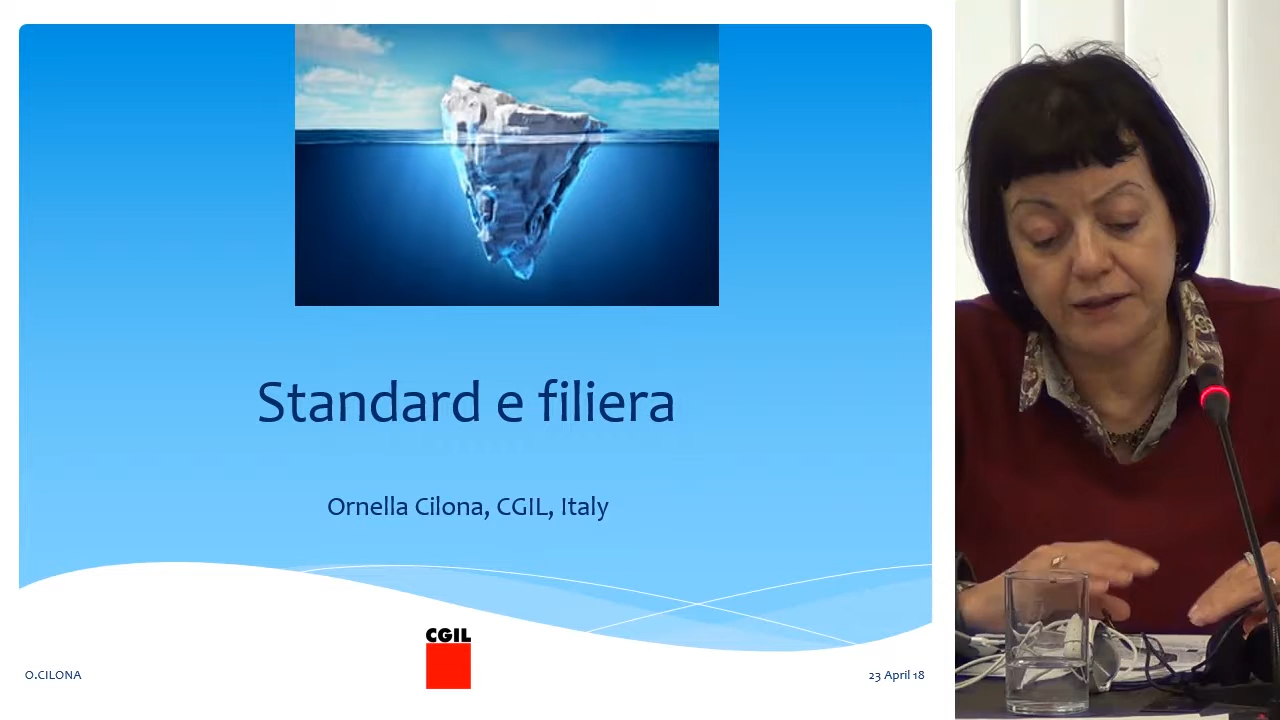 Standard e filiera
Ornella Cilona, CGIL, Italy
CGIL
O.CILONA
23 April 18